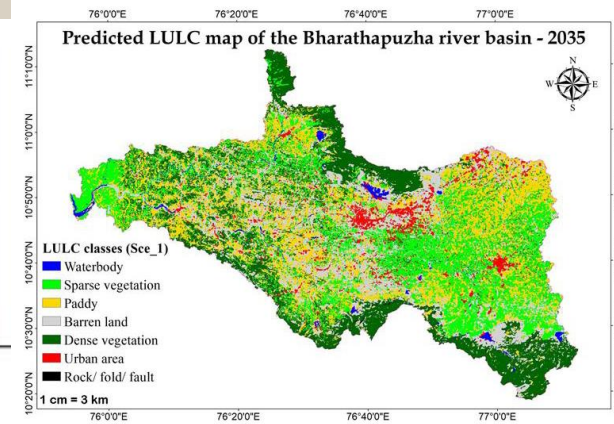 76°0'0"E 76°20'0"E 76°40'0"E 77°0'0"E
Predicted LULC map of the Bharathapuzha river basin - 2035
N
W E
S
11°10'0"N
11°0'0"N
10°50'0"N
10°40'0"N
10°30'0"N
10°20'0"N
LULC classes (Sce_1)
Waterbody
Sparse vegetation
Paddy
Barren land
Dense vegetation
Urban area
Rock/ fold/ fault
1 cm = 3 km
76°0'0"E 76°20'0"E 76°40'0"E 77°0'0"E